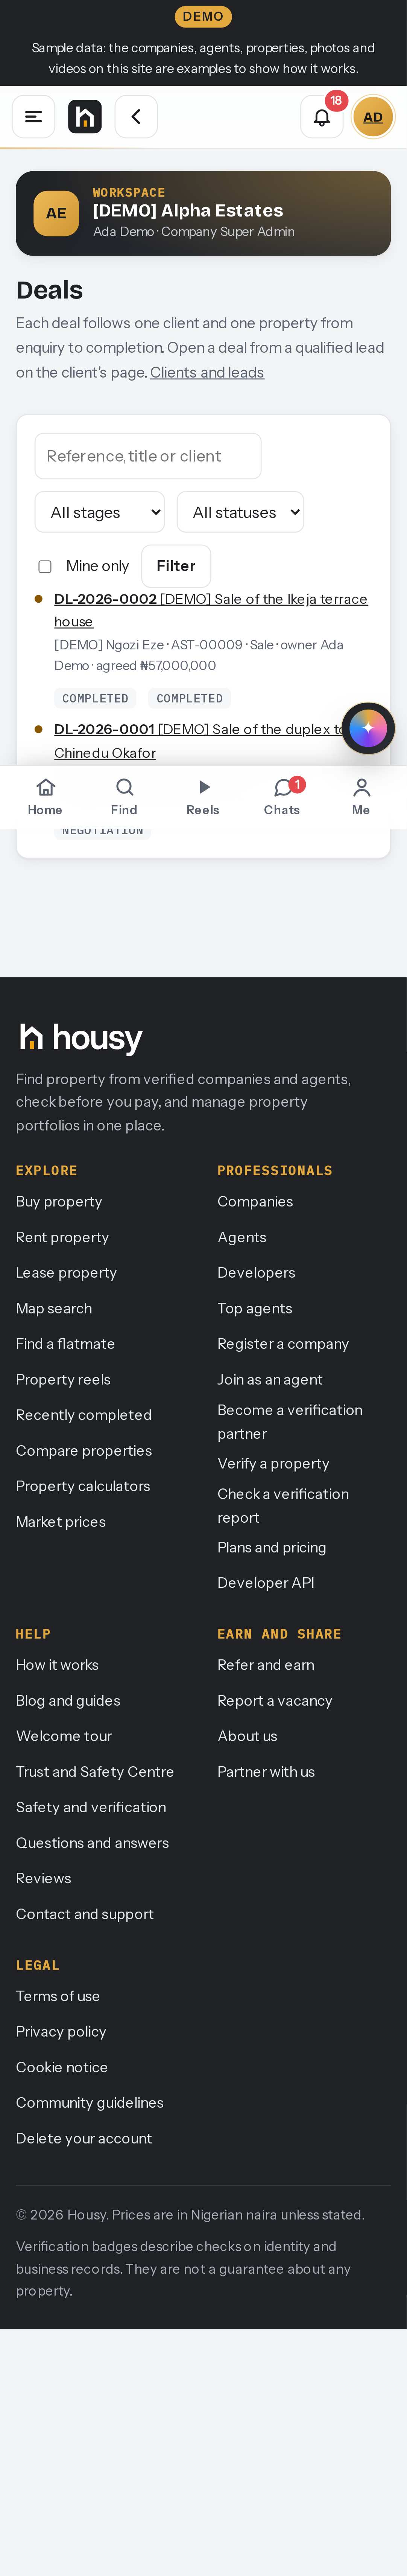 DEMO
Sample data: the companies, agents, properties, photos and
videos on this site are examples to show how it works.
18
AD
AE
WORKSPACE
[DEMO] Alpha Estates
Ada Demo · Company Super Admin
Deals
Each deal follows one client and one property from
enquiry to completion. Open a deal from a qualified lead
on the client's page. Clients and leads
Reference, title or client
All stages
All statuses
Mine only
Filter
DL-2026-0002 [DEMO] Sale of the Ikeja terrace
house
[DEMO] Ngozi Eze · AST-00009 · Sale · owner Ada
Demo · agreed ₦57,000,000
COMPLETED COMPLETED
DL-2026-0001 [DEMO] Sale of the duplex
Chinedu Okafor
Home
Find
Reels
1
Chats
Me
NEGOTIATION
housy
Find property from verified companies and agents,
check before you pay, and manage property
portfolios in one place.
EXPLORE
Buy property
Rent property
Lease property
Map search
Find a flatmate
Property reels
Recently completed
Compare properties
Property calculators
Market prices
PROFESSIONALS
Companies
Agents
Developers
Top agents
Register a company
Join as an agent
Become a verification
partner
Verify a property
Check a verification
report
Plans and pricing
Developer API
HELP
How it works
Blog and guides
Welcome tour
Trust and Safety Centre
Safety and verification
Questions and answers
Reviews
Contact and support
EARN AND SHARE
Refer and earn
Report a vacancy
About us
Partner with us
LEGAL
Terms of use
Privacy policy
Cookie notice
Community guidelines
Delete your account
© 2026 Housy. Prices are in Nigerian naira unless stated.
Verification badges describe checks on identity and
business records. They are not a guarantee about any
property.